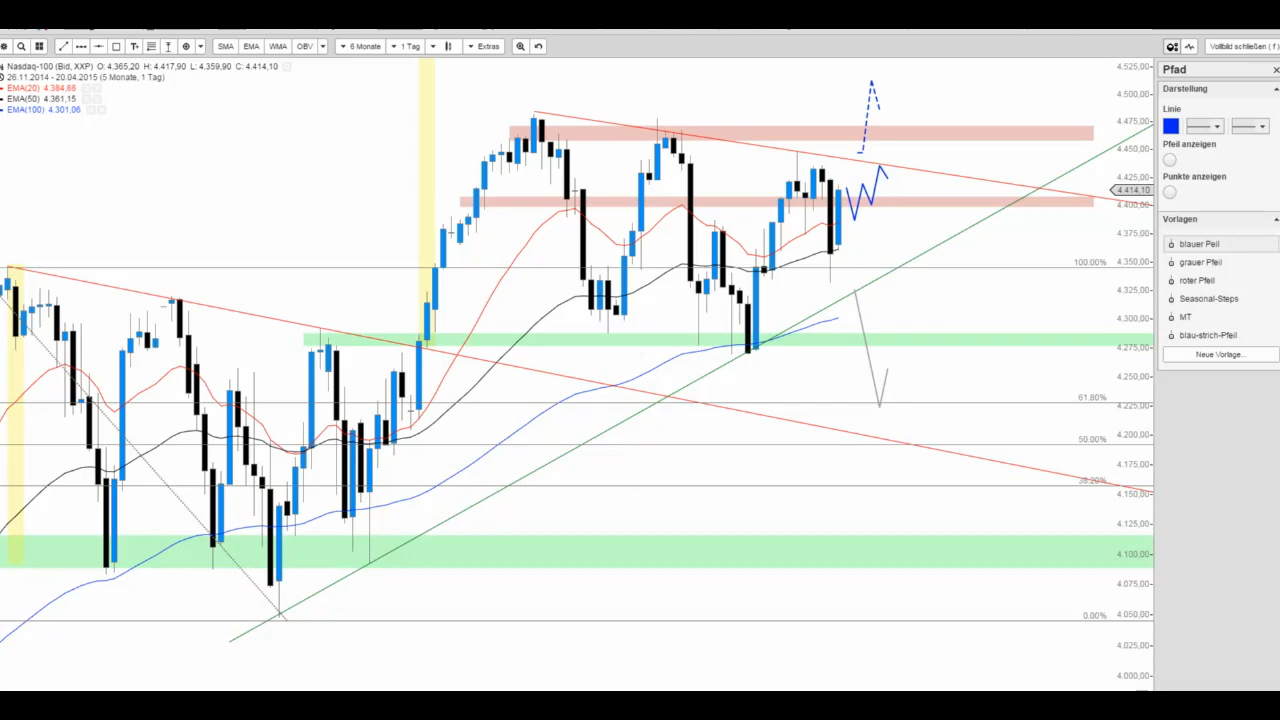 SMA EMA WMA OBV 6 Monate 1 Tag Extras Vollbild schließen ( f )
Nasdaq-100 (Bid, XXP) O: 4.365,20 H: 4.417,90 L: 4.359,90 C: 4.414,10
26.11.2014 - 20.04.2015 (5 Monate, 1 Tag)
EMA(20) 4.384,88
EMA(50) 4.361,15
EMA(100) 4.301,06
4.525,00
4.500,00
4.475,00
4.450,00
4.425,00
4.414,10
4.400,00
4.375,00
4.350,00
4.325,00
4.300,00
4.275,00
4.250,00
4.225,00
4.200,00
4.175,00
4.150,00
4.125,00
4.100,00
4.075,00
4.050,00
4.025,00
4.000,00
100.00%
61.80%
50.00%
38.20%
0.00%
Pfad
Darstellung
Linie
Pfeil anzeigen
Punkte anzeigen
Vorlagen
blauer Peil
grauer Pfeil
roter Pfeil
Seasonal-Steps
MT
blau-strich-Pfeil
Neue Vorlage...